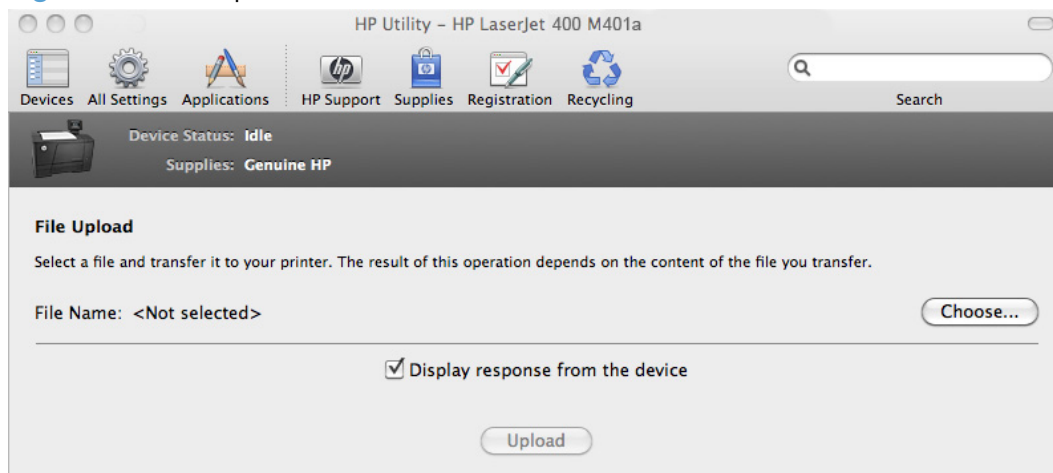 HP Utility – HP LaserJet 400 M401a
Devices All Settings Applications HP Support Supplies Registration Recycling Search
Device Status: Idle
Supplies: Genuine HP
File Upload
Select a file and transfer it to your printer. The result of this operation depends on the content of the file you transfer.
File Name: <Not selected> Choose...
Display response from the device
Upload